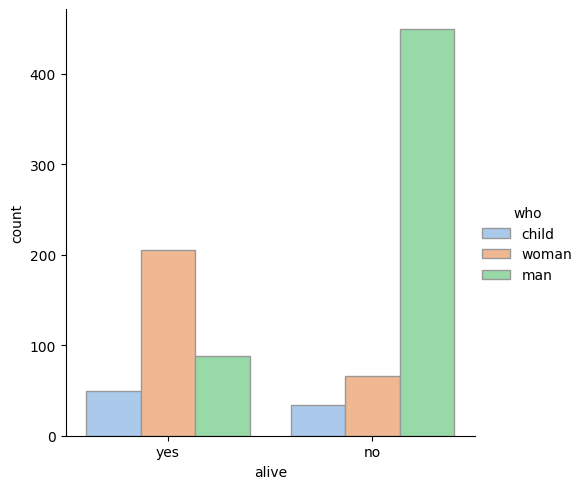 400
300
200
100
0
count
yes
no
alive
who
child
woman
man